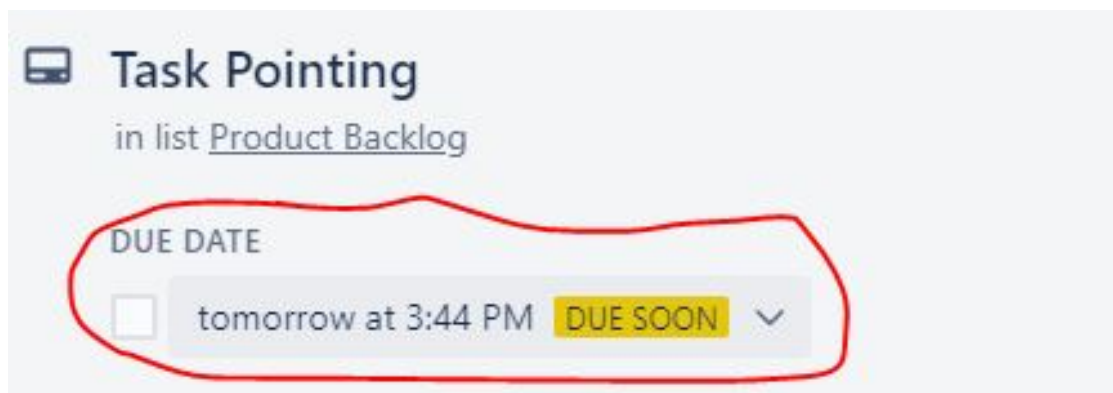 Task Pointing
in list Product Backlog
DUE DATE
tomorrow at 3:44 PM DUE SOON